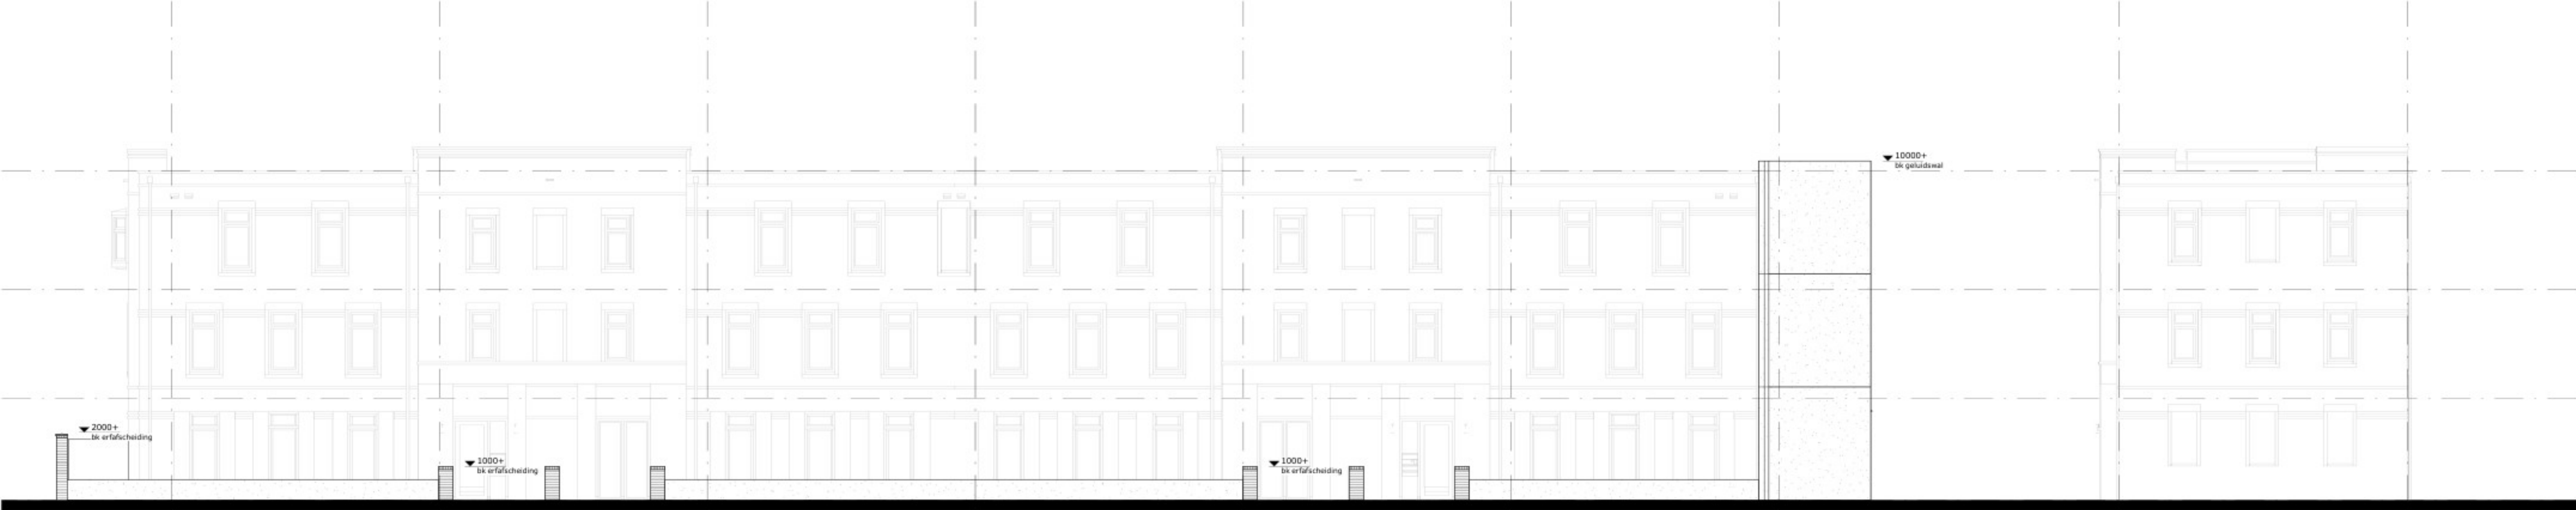 10000+
bk geluidswal
2000+
bk erfafscheiding
1000+
bk erfafscheiding
1000+
bk erfafscheiding